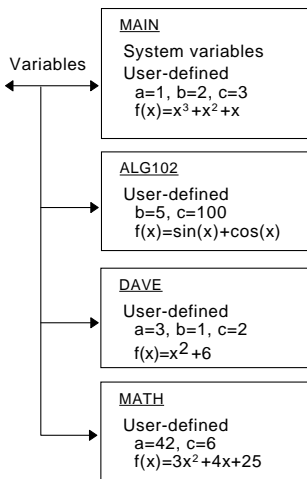 Variables
MAIN
System variables
User-defined
a=1, b=2, c=3
f(x)=x³+x²+x
ALG102
User-defined
b=5, c=100
f(x)=sin(x)+cos(x)
DAVE
User-defined
a=3, b=1, c=2
f(x)=x²+6
MATH
User-defined
a=42, c=6
f(x)=3x²+4x+25